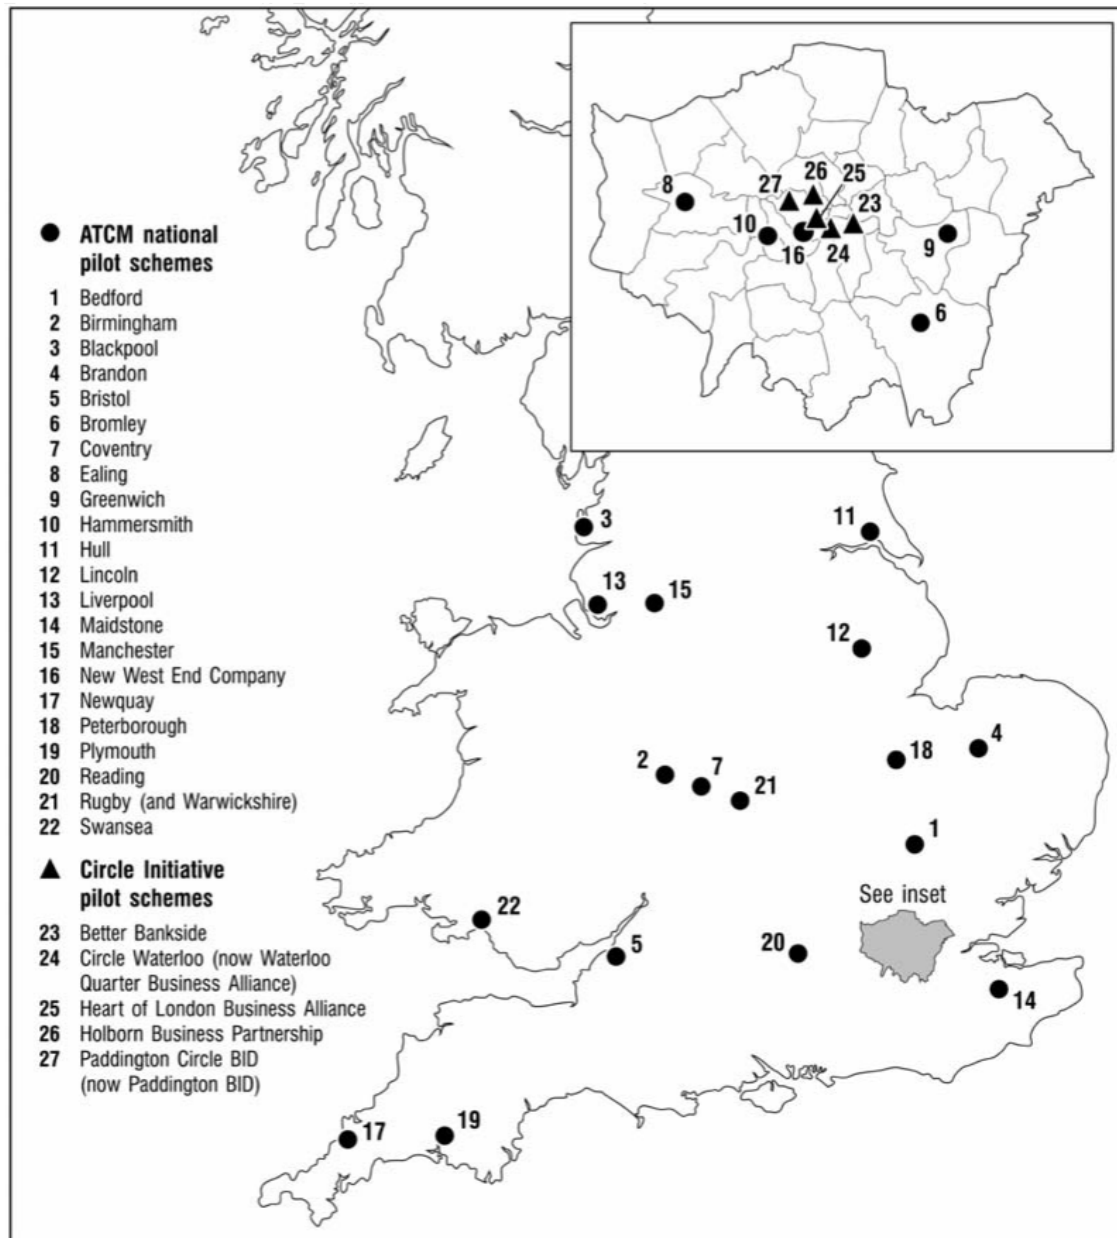 ATCM national
pilot schemes
1 Bedford
2 Birmingham
3 Blackpool
4 Brandon
5 Bristol
6 Bromley
7 Coventry
8 Ealing
9 Greenwich
10 Hammersmith
11 Hull
12 Lincoln
13 Liverpool
14 Maidstone
15 Manchester
16 New West End Company
17 Newquay
18 Peterborough
19 Plymouth
20 Reading
21 Rugby (and Warwickshire)
22 Swansea
Circle Initiative
pilot schemes
23 Better Bankside
24 Circle Waterloo (now Waterloo
Quarter Business Alliance)
25 Heart of London Business Alliance
26 Holborn Business Partnership
27 Paddington Circle BID
(now Paddington BID)
26
25
8
27
23
10
16
24
9
6
3
11
13
15
12
4
2
7
18
21
1
See inset
22
5
20
14
17
19